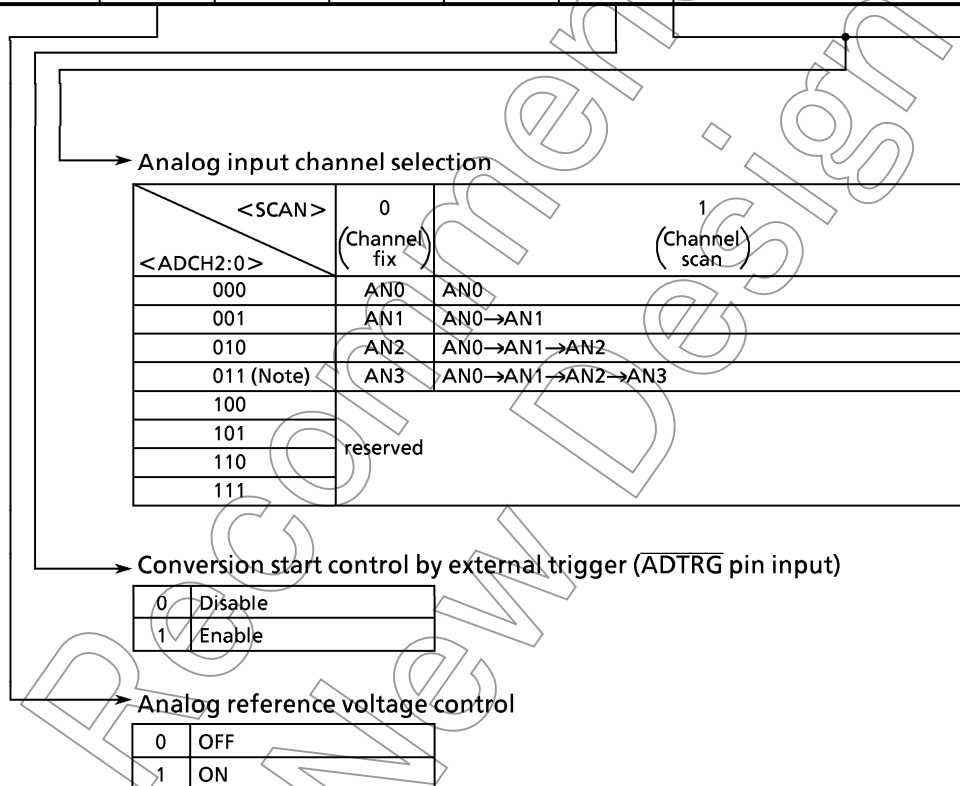 Analog input channel selection
<SCAN> 0 1
(Channel fix) (Channel scan)
<ADCH2:0>
000 AN0 AN0
001 AN1 AN0→AN1
010 AN2 AN0→AN1→AN2
011 (Note) AN3 AN0→AN1→AN2→AN3
100
101
reserved
110
111
Conversion start control by external trigger (ADTRG pin input)
0 Disable
1 Enable
Analog reference voltage control
0 OFF
1 ON
Recommen
New Design